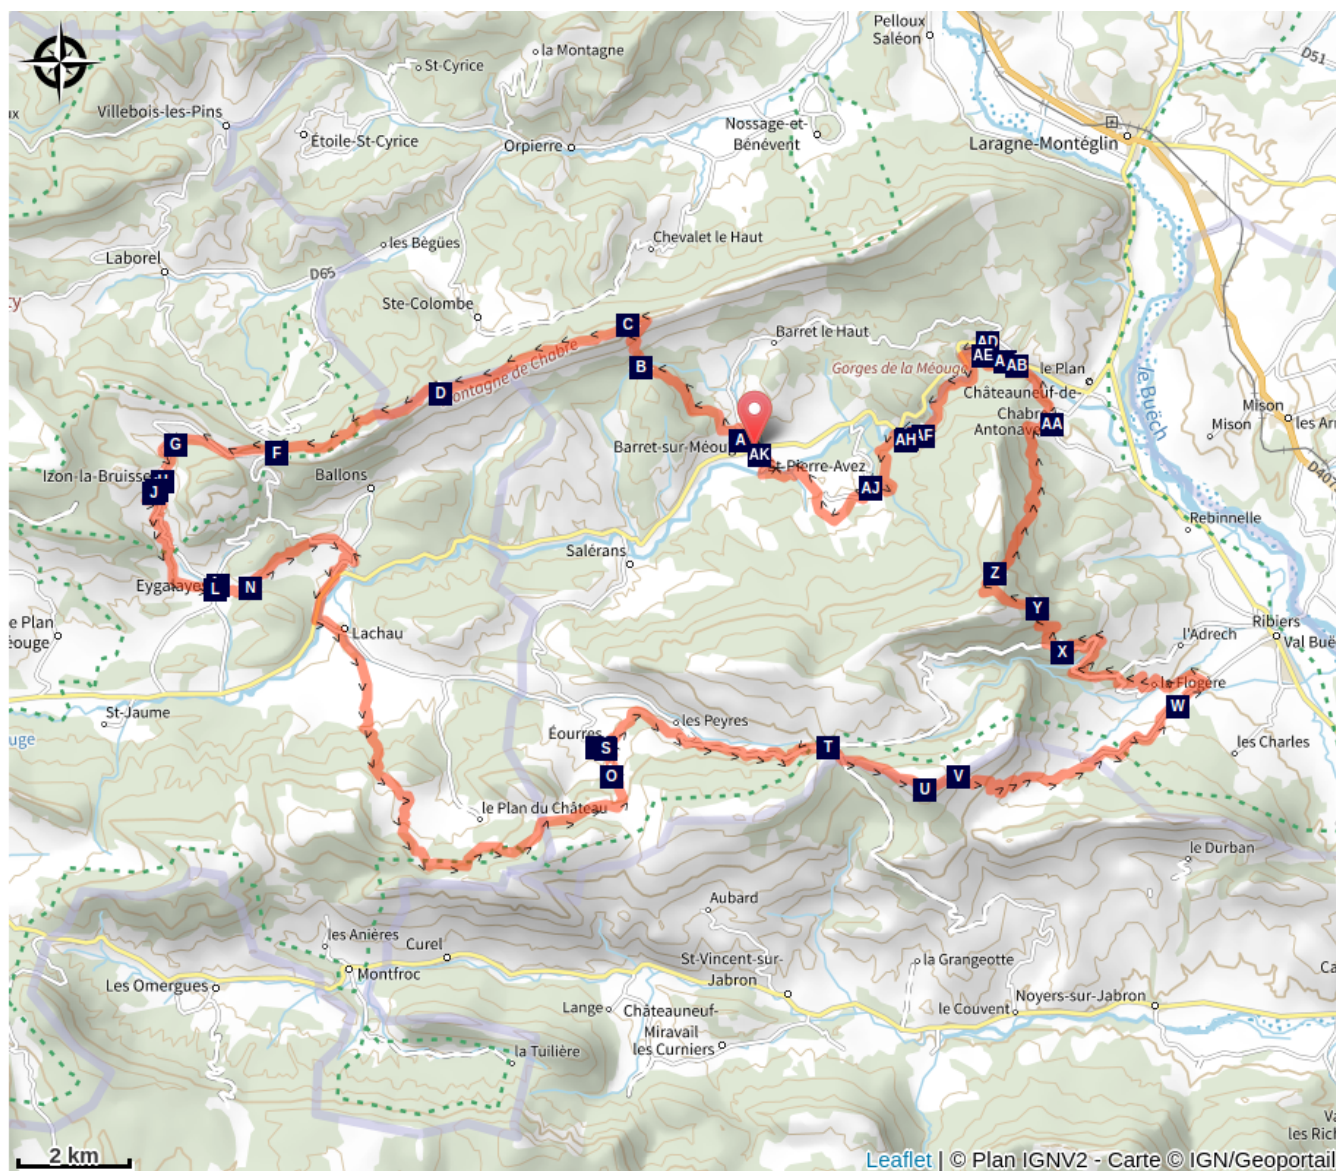 Pelloux
Saléon
la Montagne
St-Cyrice
D51
Villebois-les-Pins
Étoile-St-Cyrice
Orpierre
Nossage-et-
Bénévent
Laragne-Montéglin
les Bègües
Chevalet le Haut
Laborel
D65
Ste-Colombe
C
Barret le Haut
AD
AE
AB
B
Gorges de la Méouge
le Plan
D
Montagne de Chabre
Châteauneuf-de-
Chabre
Antonaves
AA
Mison
Mison
le Buëch
G
F
A
AK
Barret-sur-Méouge
AH
AF
St-Pierre-Avez
AJ
Izon-la-Bruisse
J
Ballons
D407
Rebinnelle
Salérans
Z
Eygalayes
L
N
Y
Ribiers
Val Buë
l'Adrech
Lachau
X
la Flogère
W
St-Jaume
Éourres
S
les Peyres
T
les Charles
O
U
V
le Plan du Château
le Durban
Aubard
les Anières
Curel
St-Vincent-sur-
Jabron
la Grangeotte
Montfroc
Les Omergues
Noyers-sur-Jabron
le Couvent
Lange
Châteauneuf-
Miravail
les Curniers
la Tuilière
les Rich
2 km
Leaflet | © Plan IGNV2 - Carte © IGN/Geoportail